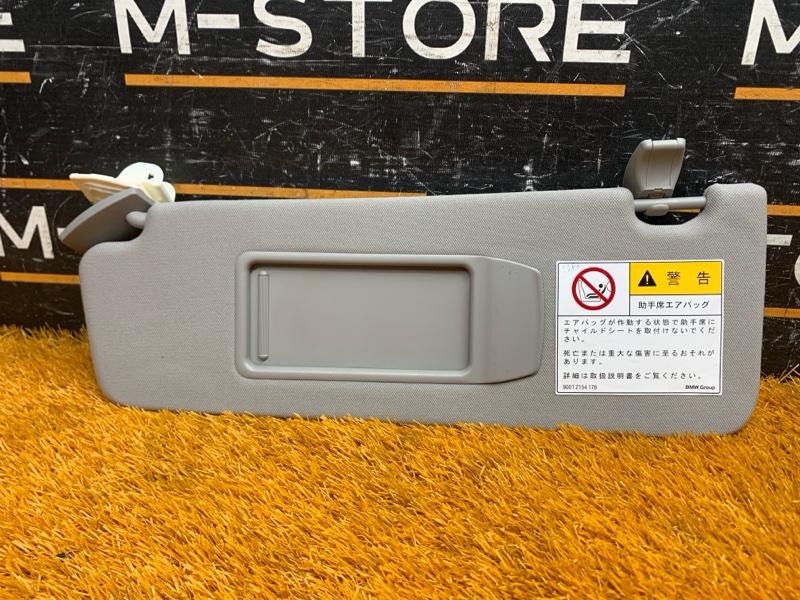 M-STORE
警告
助手席エアバッグ
エアバッグが作動する状態で助手席に
チャイルドシートを取付けないでくだ
さい。
死亡または重大な傷害に至るおそれが
あります。
詳細は取扱説明書をご覧ください。
9001 2154 176
BMW Group